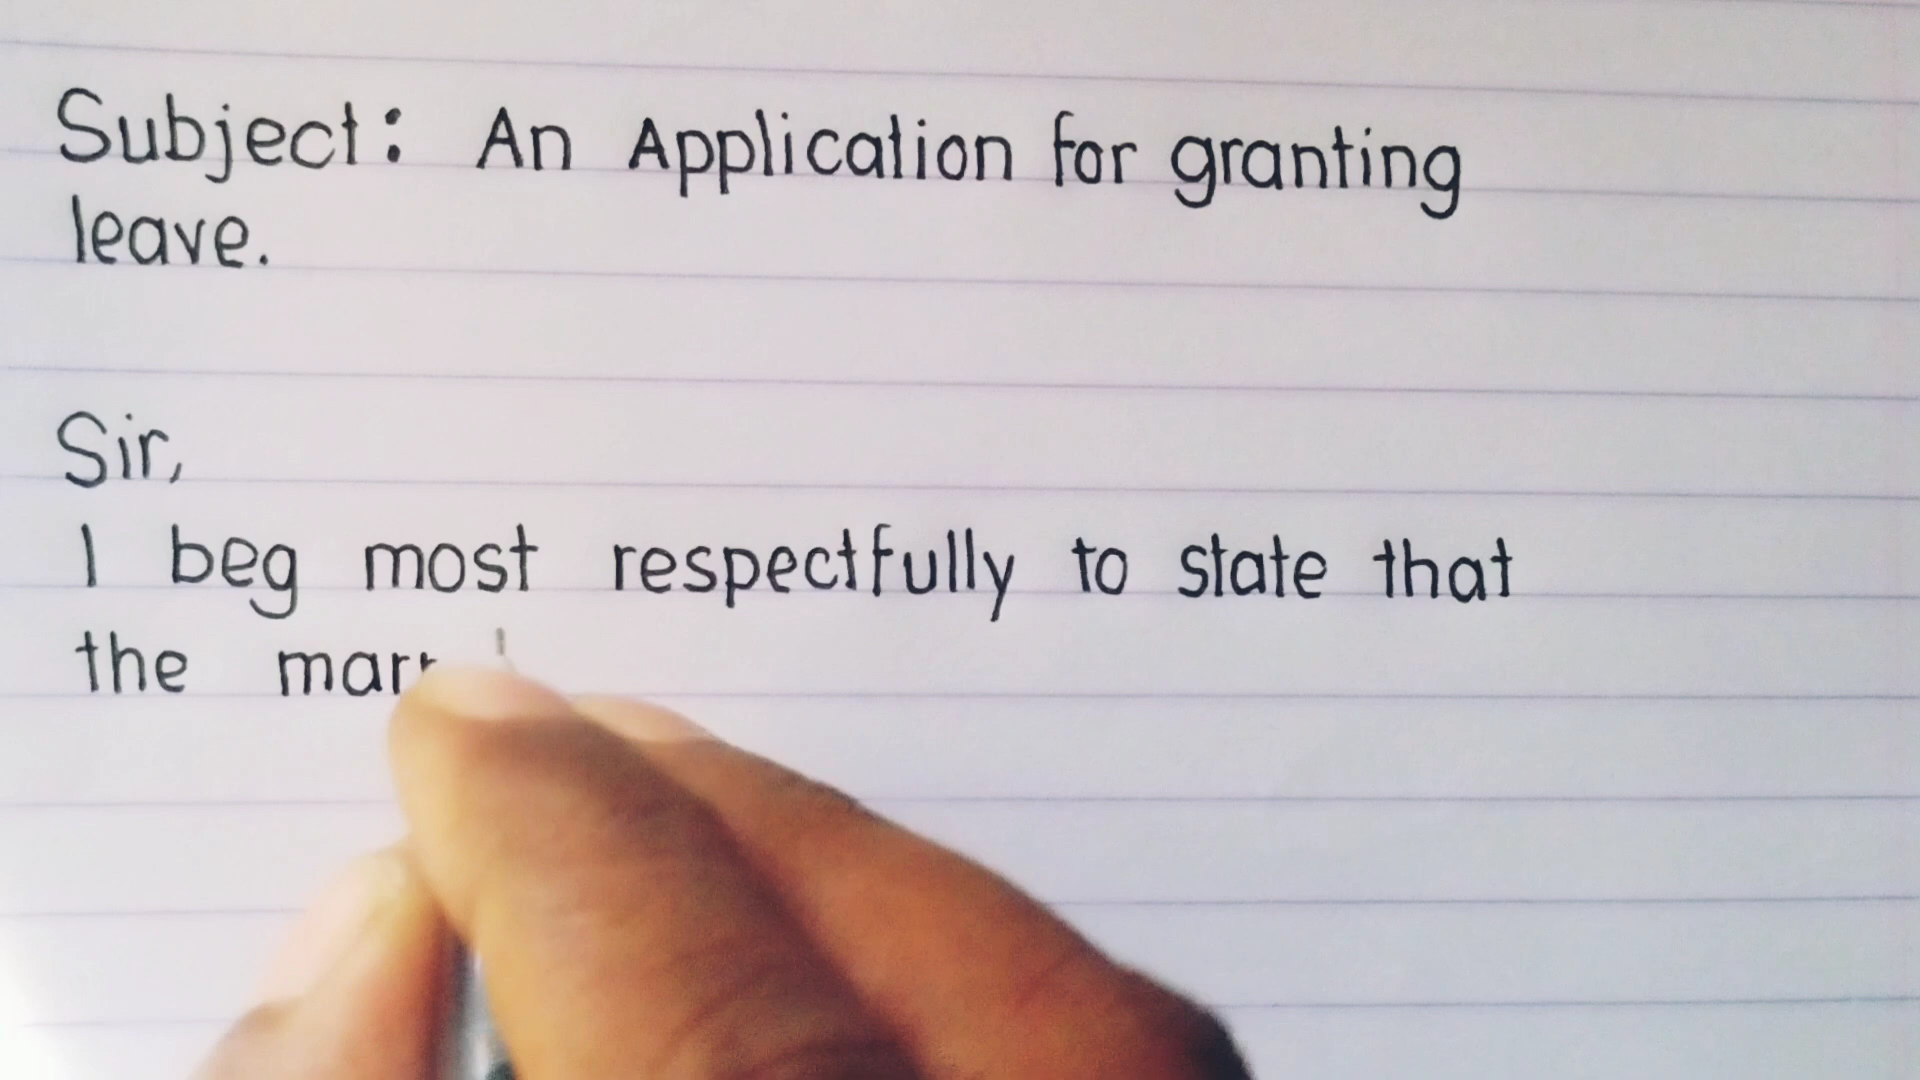 Subject: An Application for granting
leave.
Sir,
I beg most respectfully to state that
the